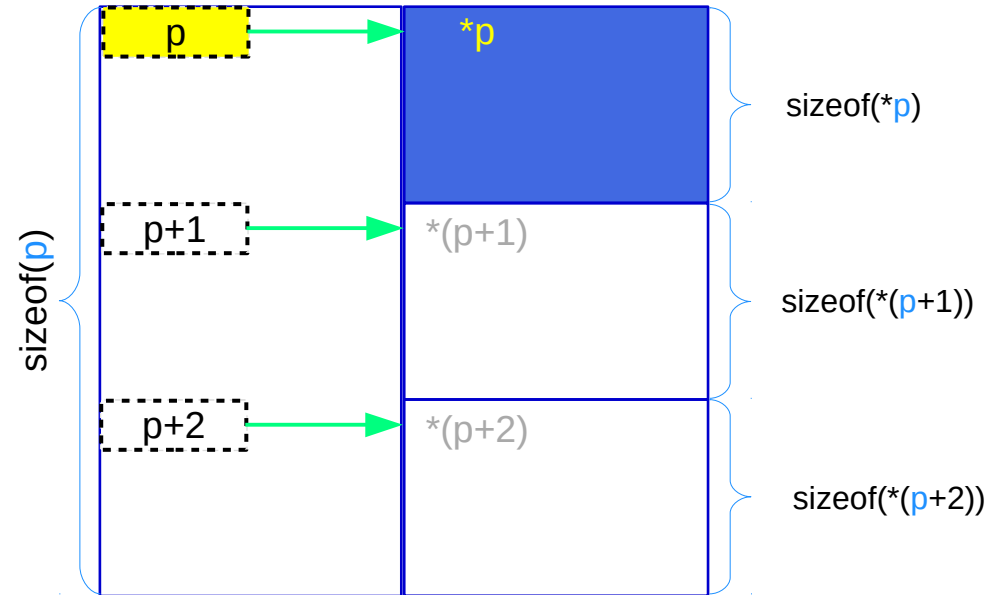 p
*p
sizeof(*p)
sizeof(p)
p+1
*(p+1)
sizeof(*(p+1))
p+2
*(p+2)
sizeof(*(p+2))